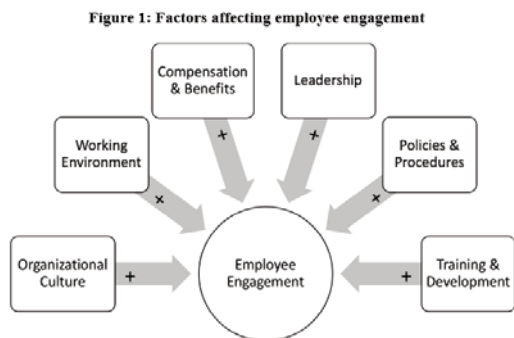 Figure 1: Factors affecting employee engagement
Compensation
& Benefits
Leadership
Working
Environment
Policies &
Procedures
+
+
+
+
Organizational
Culture
+
Employee
Engagement
+
Training &
Development